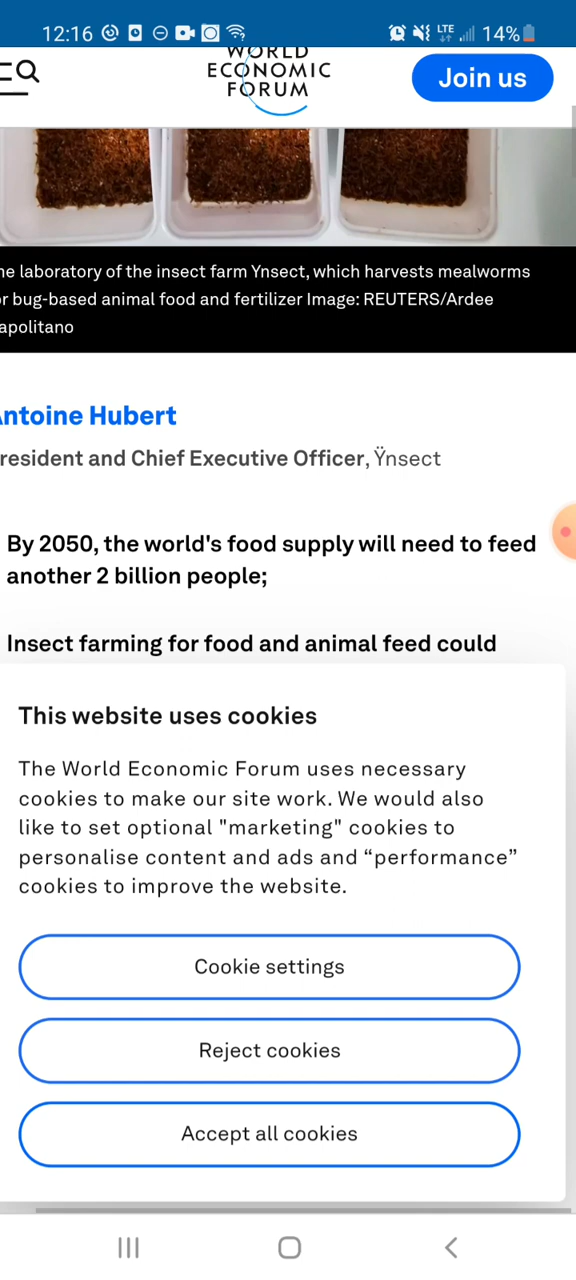 12:16
LTE
14%
WORLD
ECONOMIC
FORUM
Join us
he laboratory of the insect farm Ynsect, which harvests mealworms
r bug-based animal food and fertilizer Image: REUTERS/Ardee
apolitano
ntoine Hubert
resident and Chief Executive Officer, Ÿnsect
By 2050, the world's food supply will need to feed
another 2 billion people;
Insect farming for food and animal feed could
This website uses cookies
The World Economic Forum uses necessary
cookies to make our site work. We would also
like to set optional "marketing" cookies to
personalise content and ads and “performance”
cookies to improve the website.
Cookie settings
Reject cookies
Accept all cookies